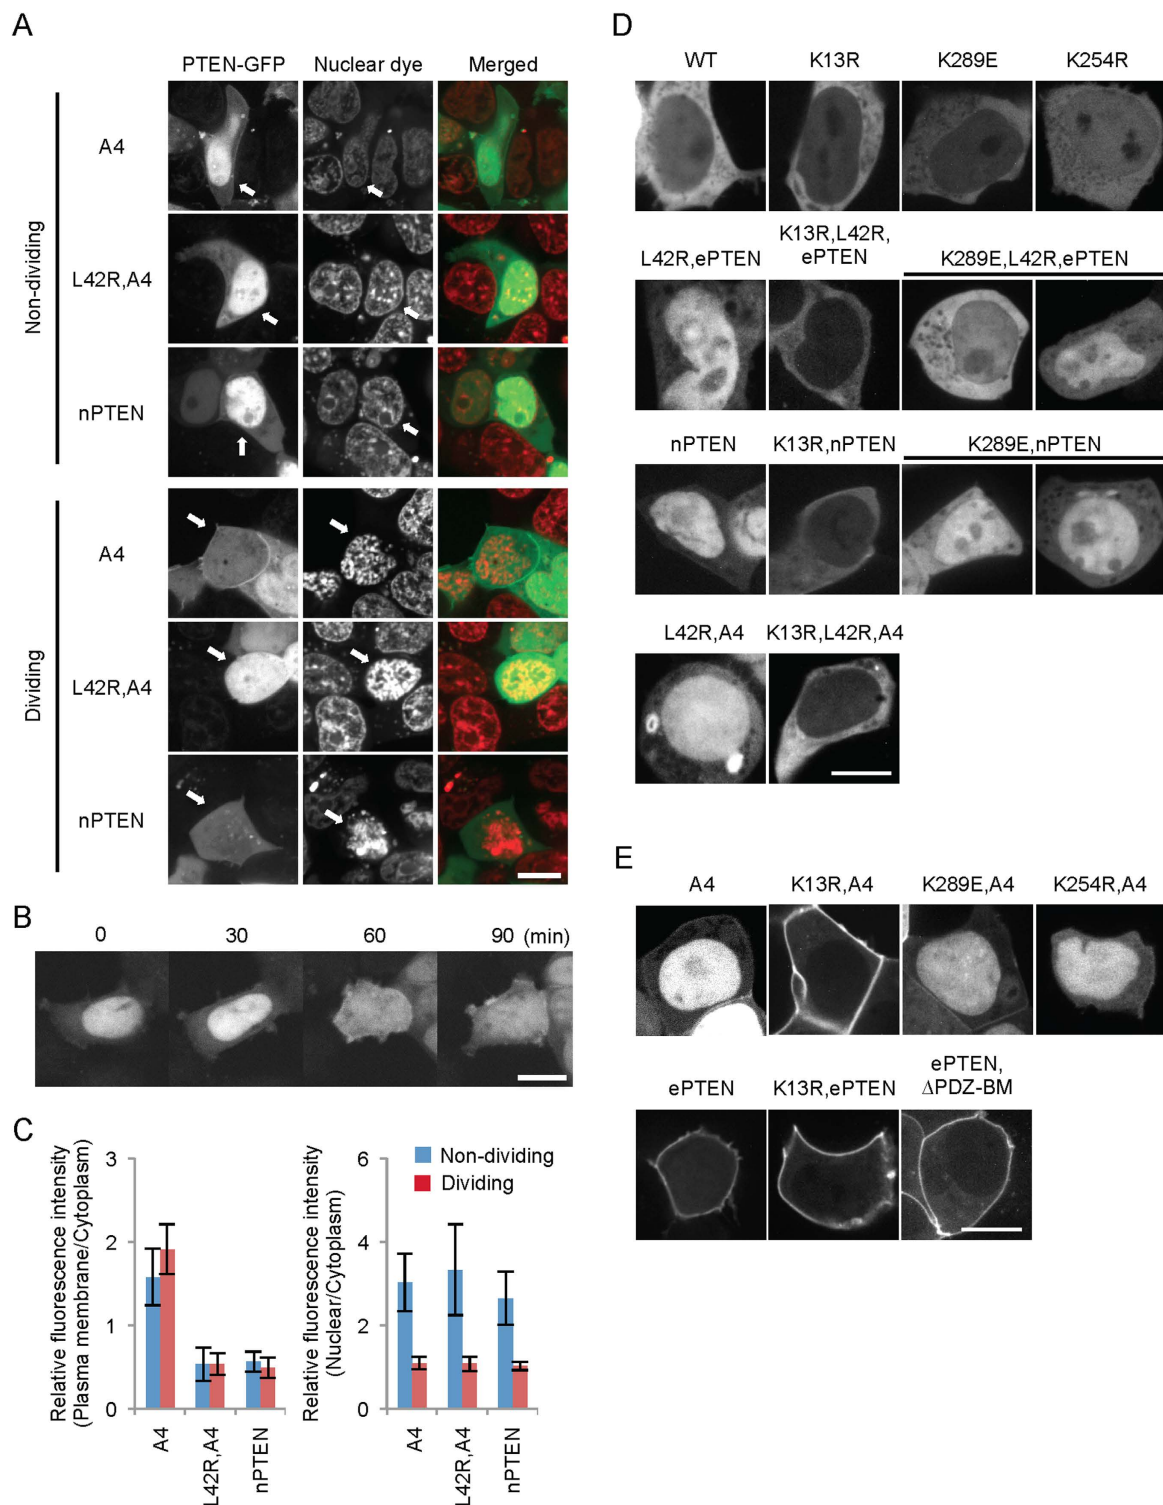 A
PTEN-GFP Nuclear dye Merged
Non-dividing
A4
L42R,A4
nPTEN
Dividing
A4
L42R,A4
nPTEN
B
0 30 60 90 (min)
C
Relative fluorescence intensity
(Plasma membrane/Cytoplasm)
3
2
1
0
A4
L42R,A4
nPTEN
Relative fluorescence intensity
(Nuclear/Cytoplasm)
6
4
2
0
Non-dividing
Dividing
A4
L42R,A4
nPTEN
D
WT K13R K289E K254R
L42R,ePTEN
K13R,L42R,
ePTEN
K289E,L42R,ePTEN
nPTEN K13R,nPTEN K289E,nPTEN
L42R,A4 K13R,L42R,A4
E
A4 K13R,A4 K289E,A4 K254R,A4
ePTEN K13R,ePTEN
ePTEN,
ΔPDZ-BM